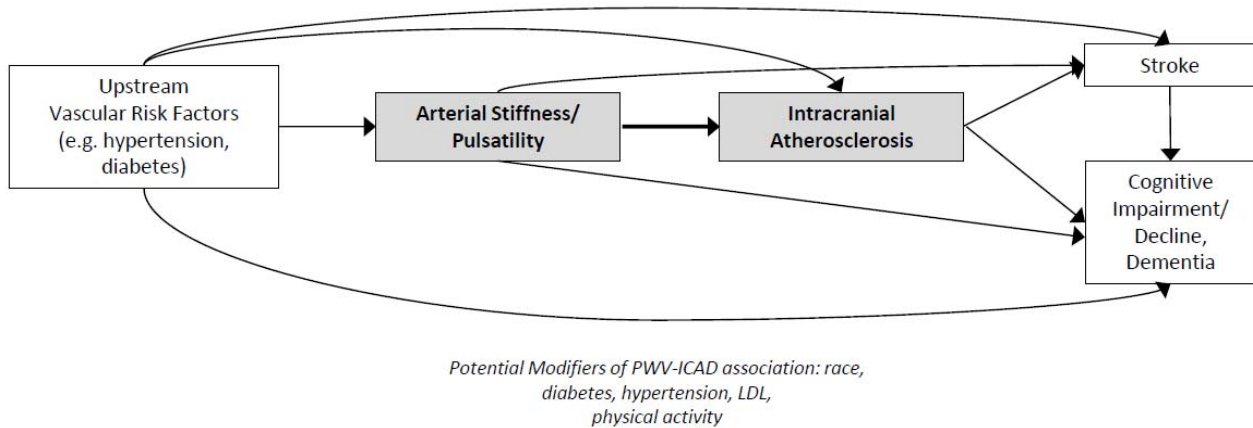 Upstream
Vascular Risk Factors
(e.g. hypertension,
diabetes)
Arterial Stiffness/
Pulsatility
Intracranial
Atherosclerosis
Stroke
Cognitive
Impairment/
Decline,
Dementia
Potential Modifiers of PWV-ICAD association: race,
diabetes, hypertension, LDL,
physical activity